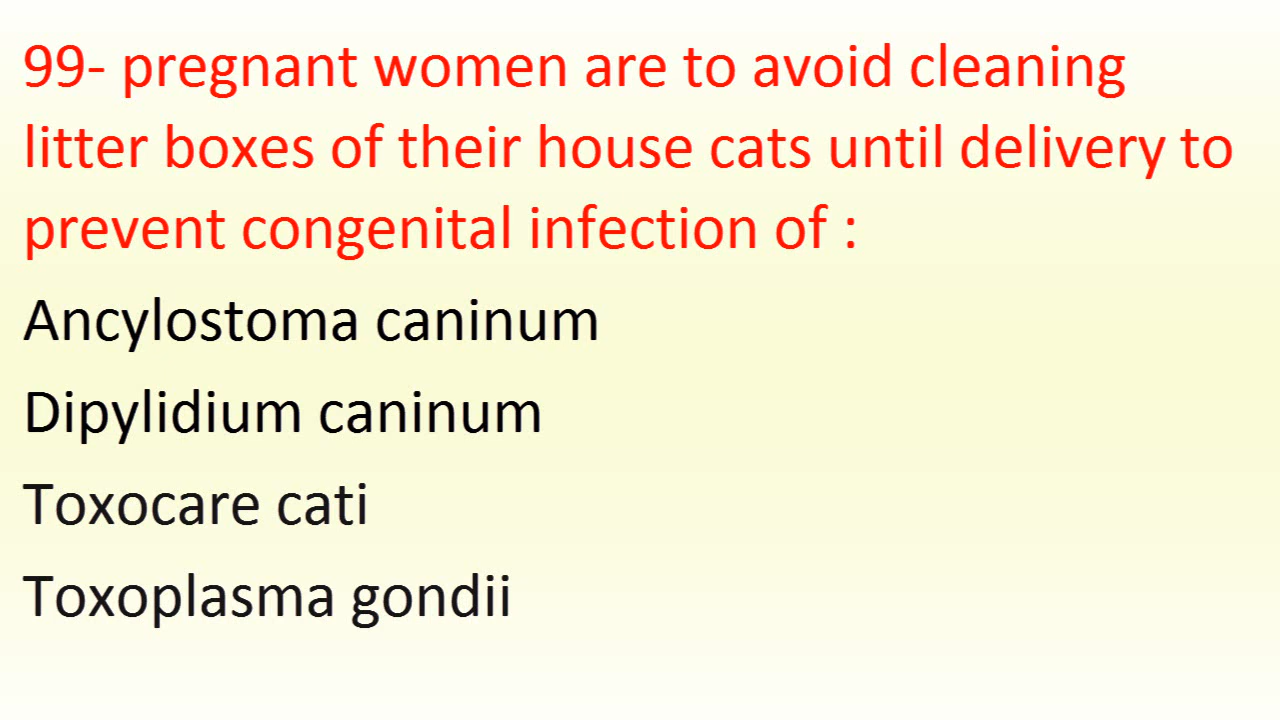 99- pregnant women are to avoid cleaning
litter boxes of their house cats until delivery to
prevent congenital infection of :
Ancylostoma caninum
Dipylidium caninum
Toxocare cati
Toxoplasma gondii